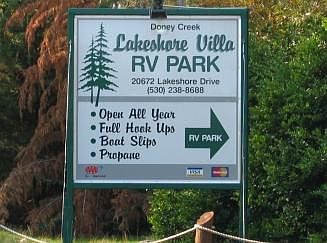 Doney Creek
Lakeshore Villa
RV PARK
20672 Lakeshore Drive
(530) 238-8688
• Open All Year
• Full Hook Ups
• Boat Slips
• Propane
RV PARK
VISA